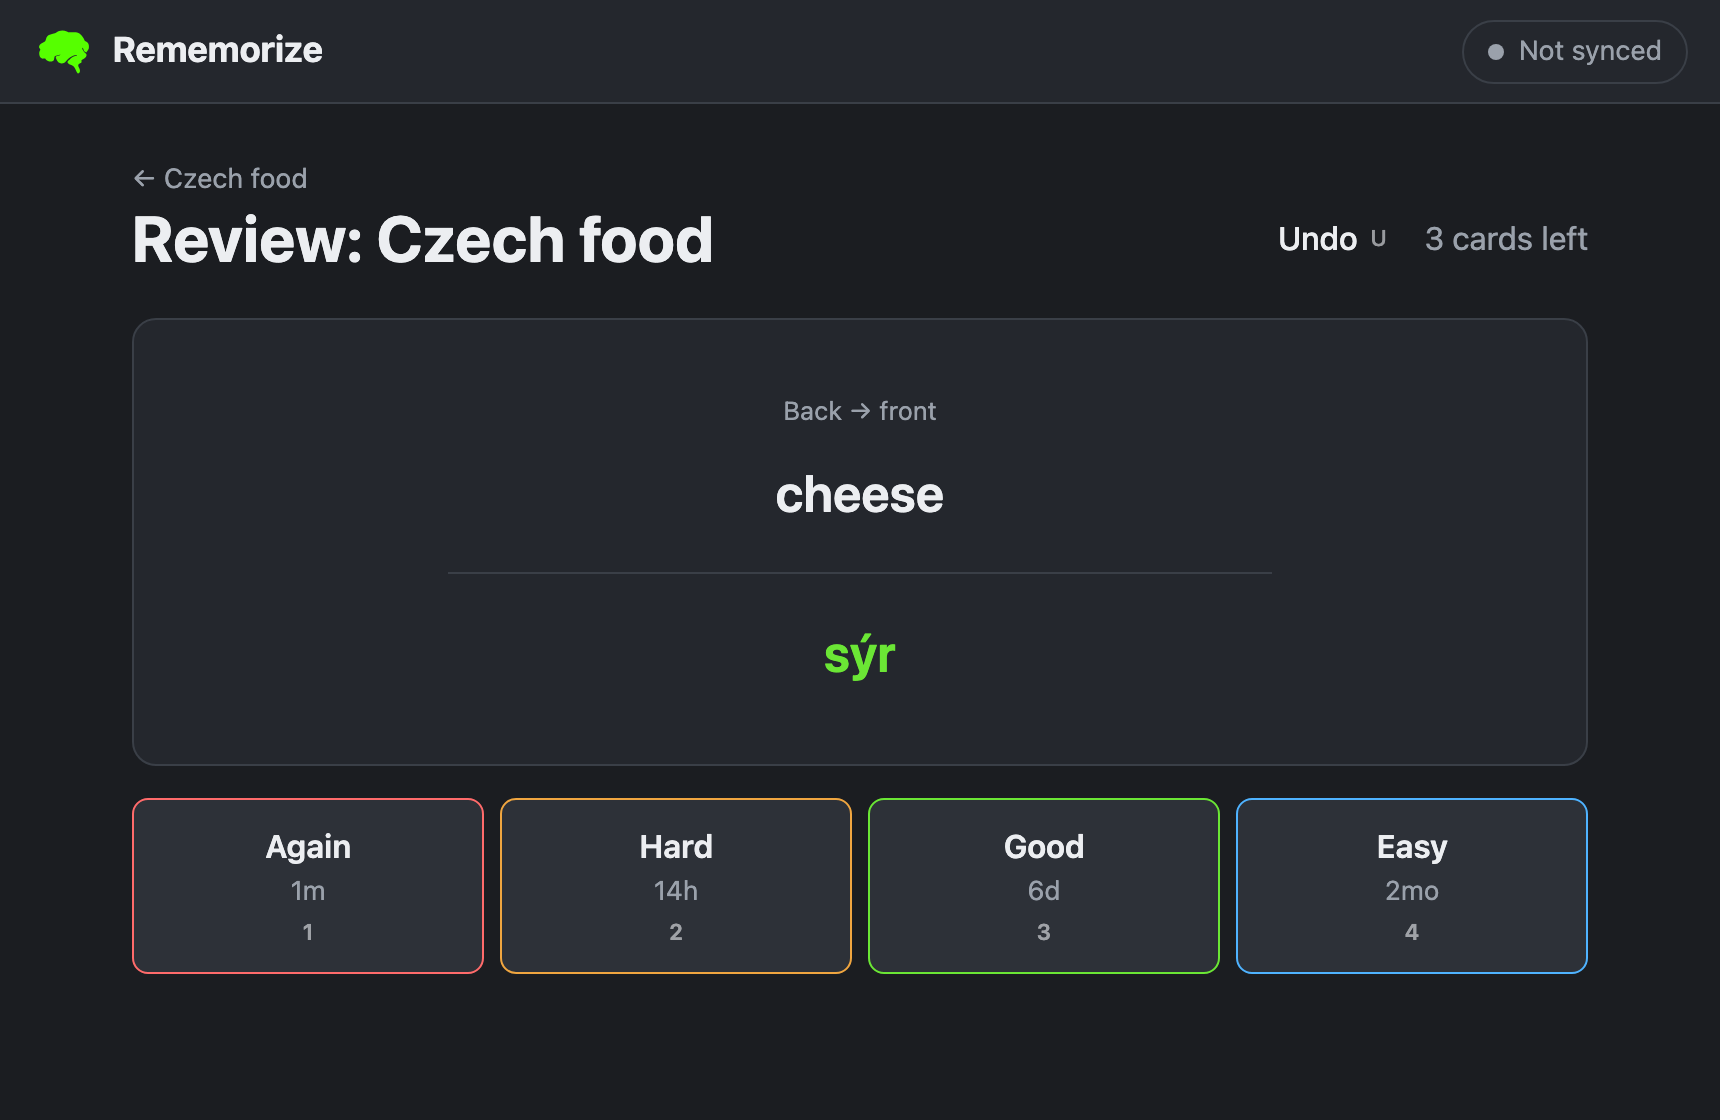 Rememorize
Not synced
← Czech food
Review: Czech food
Undo U
3 cards left
Back → front
cheese
sýr
Again
1m
1
Hard
14h
2
Good
6d
3
Easy
2mo
4